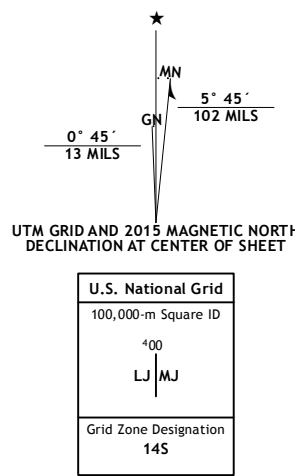 ★
MN
5° 45´
102 MILS
GN
0° 45´
13 MILS
UTM GRID AND 2015 MAGNETIC NORTH
DECLINATION AT CENTER OF SHEET
U.S. National Grid
100,000-m Square ID
⁴00
LJ MJ
Grid Zone Designation
14S